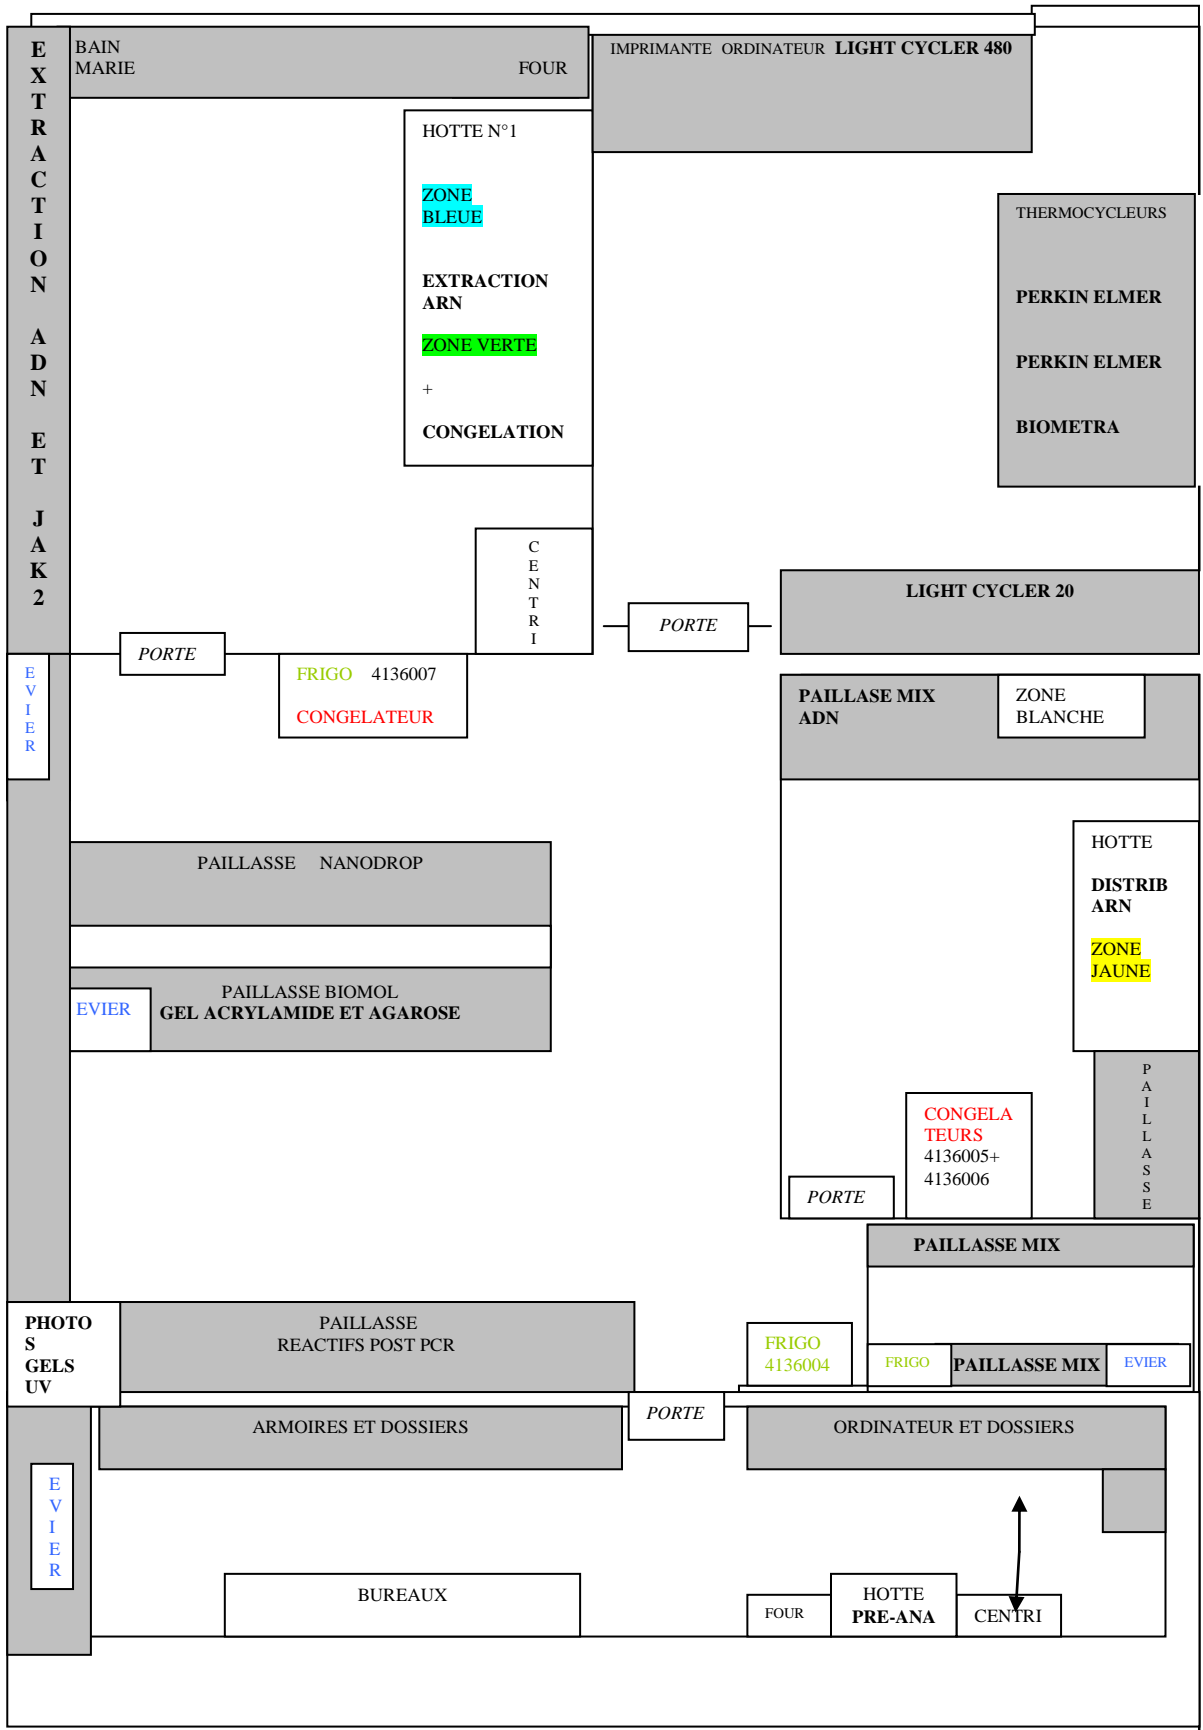 EXTRACTION ADN ET JAK2
BAIN
MARIE
FOUR
IMPRIMANTE ORDINATEUR LIGHT CYCLER 480
HOTTE N°1
ZONE
BLEUE
EXTRACTION
ARN
ZONE VERTE
+
CONGELATION
THERMOCYCLEURS
PERKIN ELMER
PERKIN ELMER
BIOMETRA
CENTRI
LIGHT CYCLER 20
PORTE
PORTE
EVIER
FRIGO 4136007
CONGELATEUR
PAILLASE MIX
ADN
ZONE
BLANCHE
PAILLASSE NANODROP
HOTTE
DISTRIB
ARN
ZONE
JAUNE
EVIER
PAILLASSE BIOMOL
GEL ACRYLAMIDE ET AGAROSE
PAILLASSE
CONGELA
TEURS
4136005+
4136006
PORTE
PAILLASSE MIX
PHOTO
S
GELS
UV
PAILLASSE
REACTIFS POST PCR
FRIGO
4136004
FRIGO
PAILLASSE MIX
EVIER
PORTE
ARMOIRES ET DOSSIERS
ORDINATEUR ET DOSSIERS
EVIER
BUREAUX
FOUR
HOTTE
PRE-ANA
CENTRI